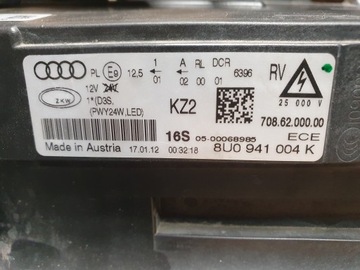 PL E9 12.5 1 A RL DCR RV
01 02 00 01 6396
12V 24V
ZKW 1*(D3S,
(PWY24W,LED) KZ2 25 000 V
708.62.000.00
16S 05-00068985 ECE
Made in Austria 17.01.12 00:32:18 8U0 941 004 K